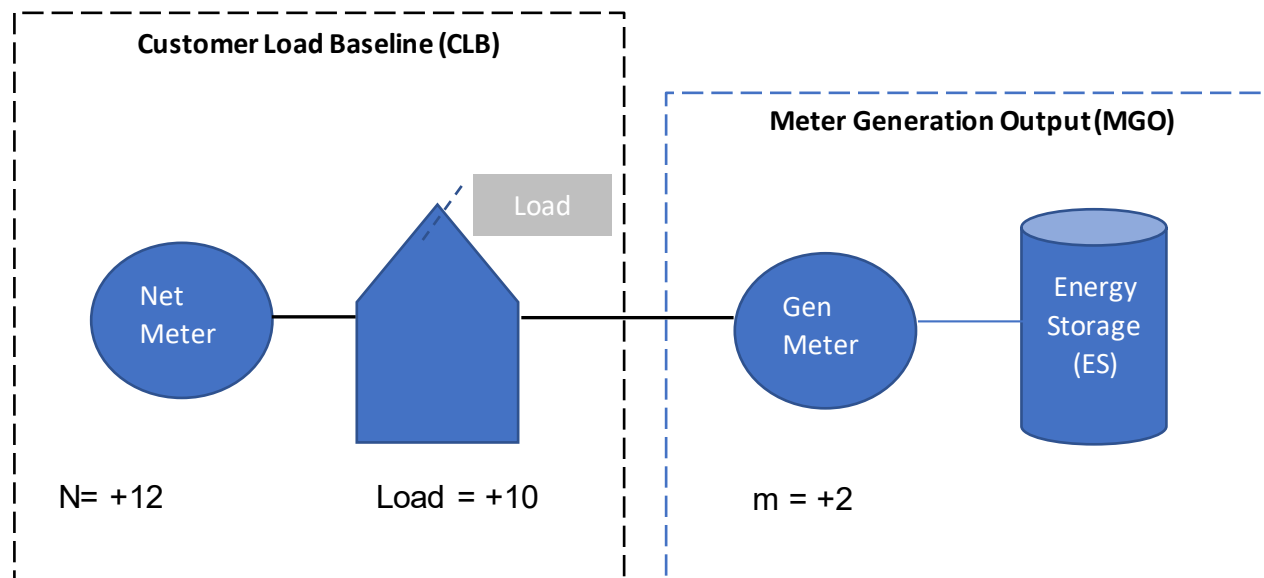 Customer Load Baseline (CLB)
Meter Generation Output (MGO)
Load
Net
Meter
Gen
Meter
Energy
Storage
(ES)
N= +12
Load = +10
m = +2